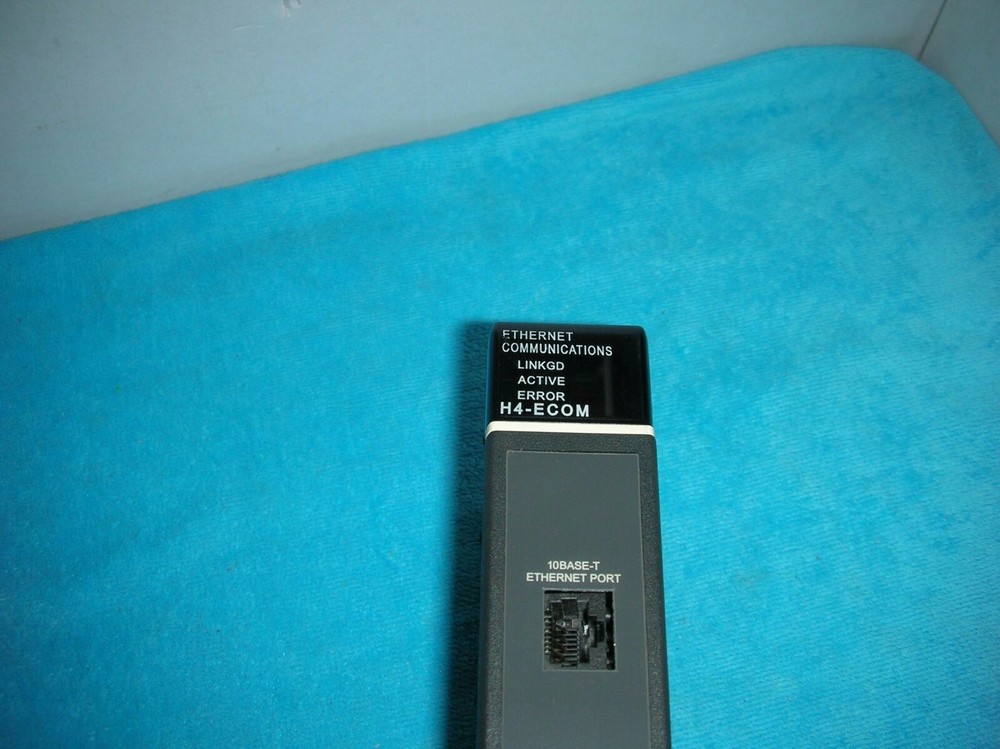 ETHERNET
COMMUNICATIONS
LINKGD
ACTIVE
ERROR
H4-ECOM
10BASE-T
ETHERNET PORT